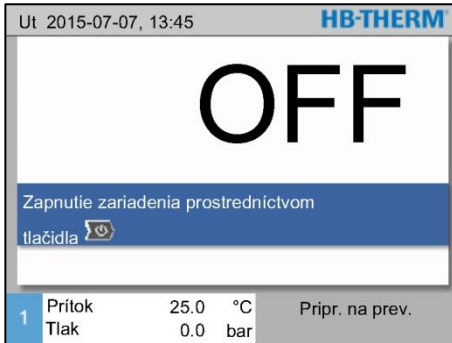 Ut 2015-07-07, 13:45 HB-THERM
OFF
Zapnutie zariadenia prostredníctvom
tlačidla
1 Prítok 25.0 °C Pripr. na prev.
Tlak 0.0 bar